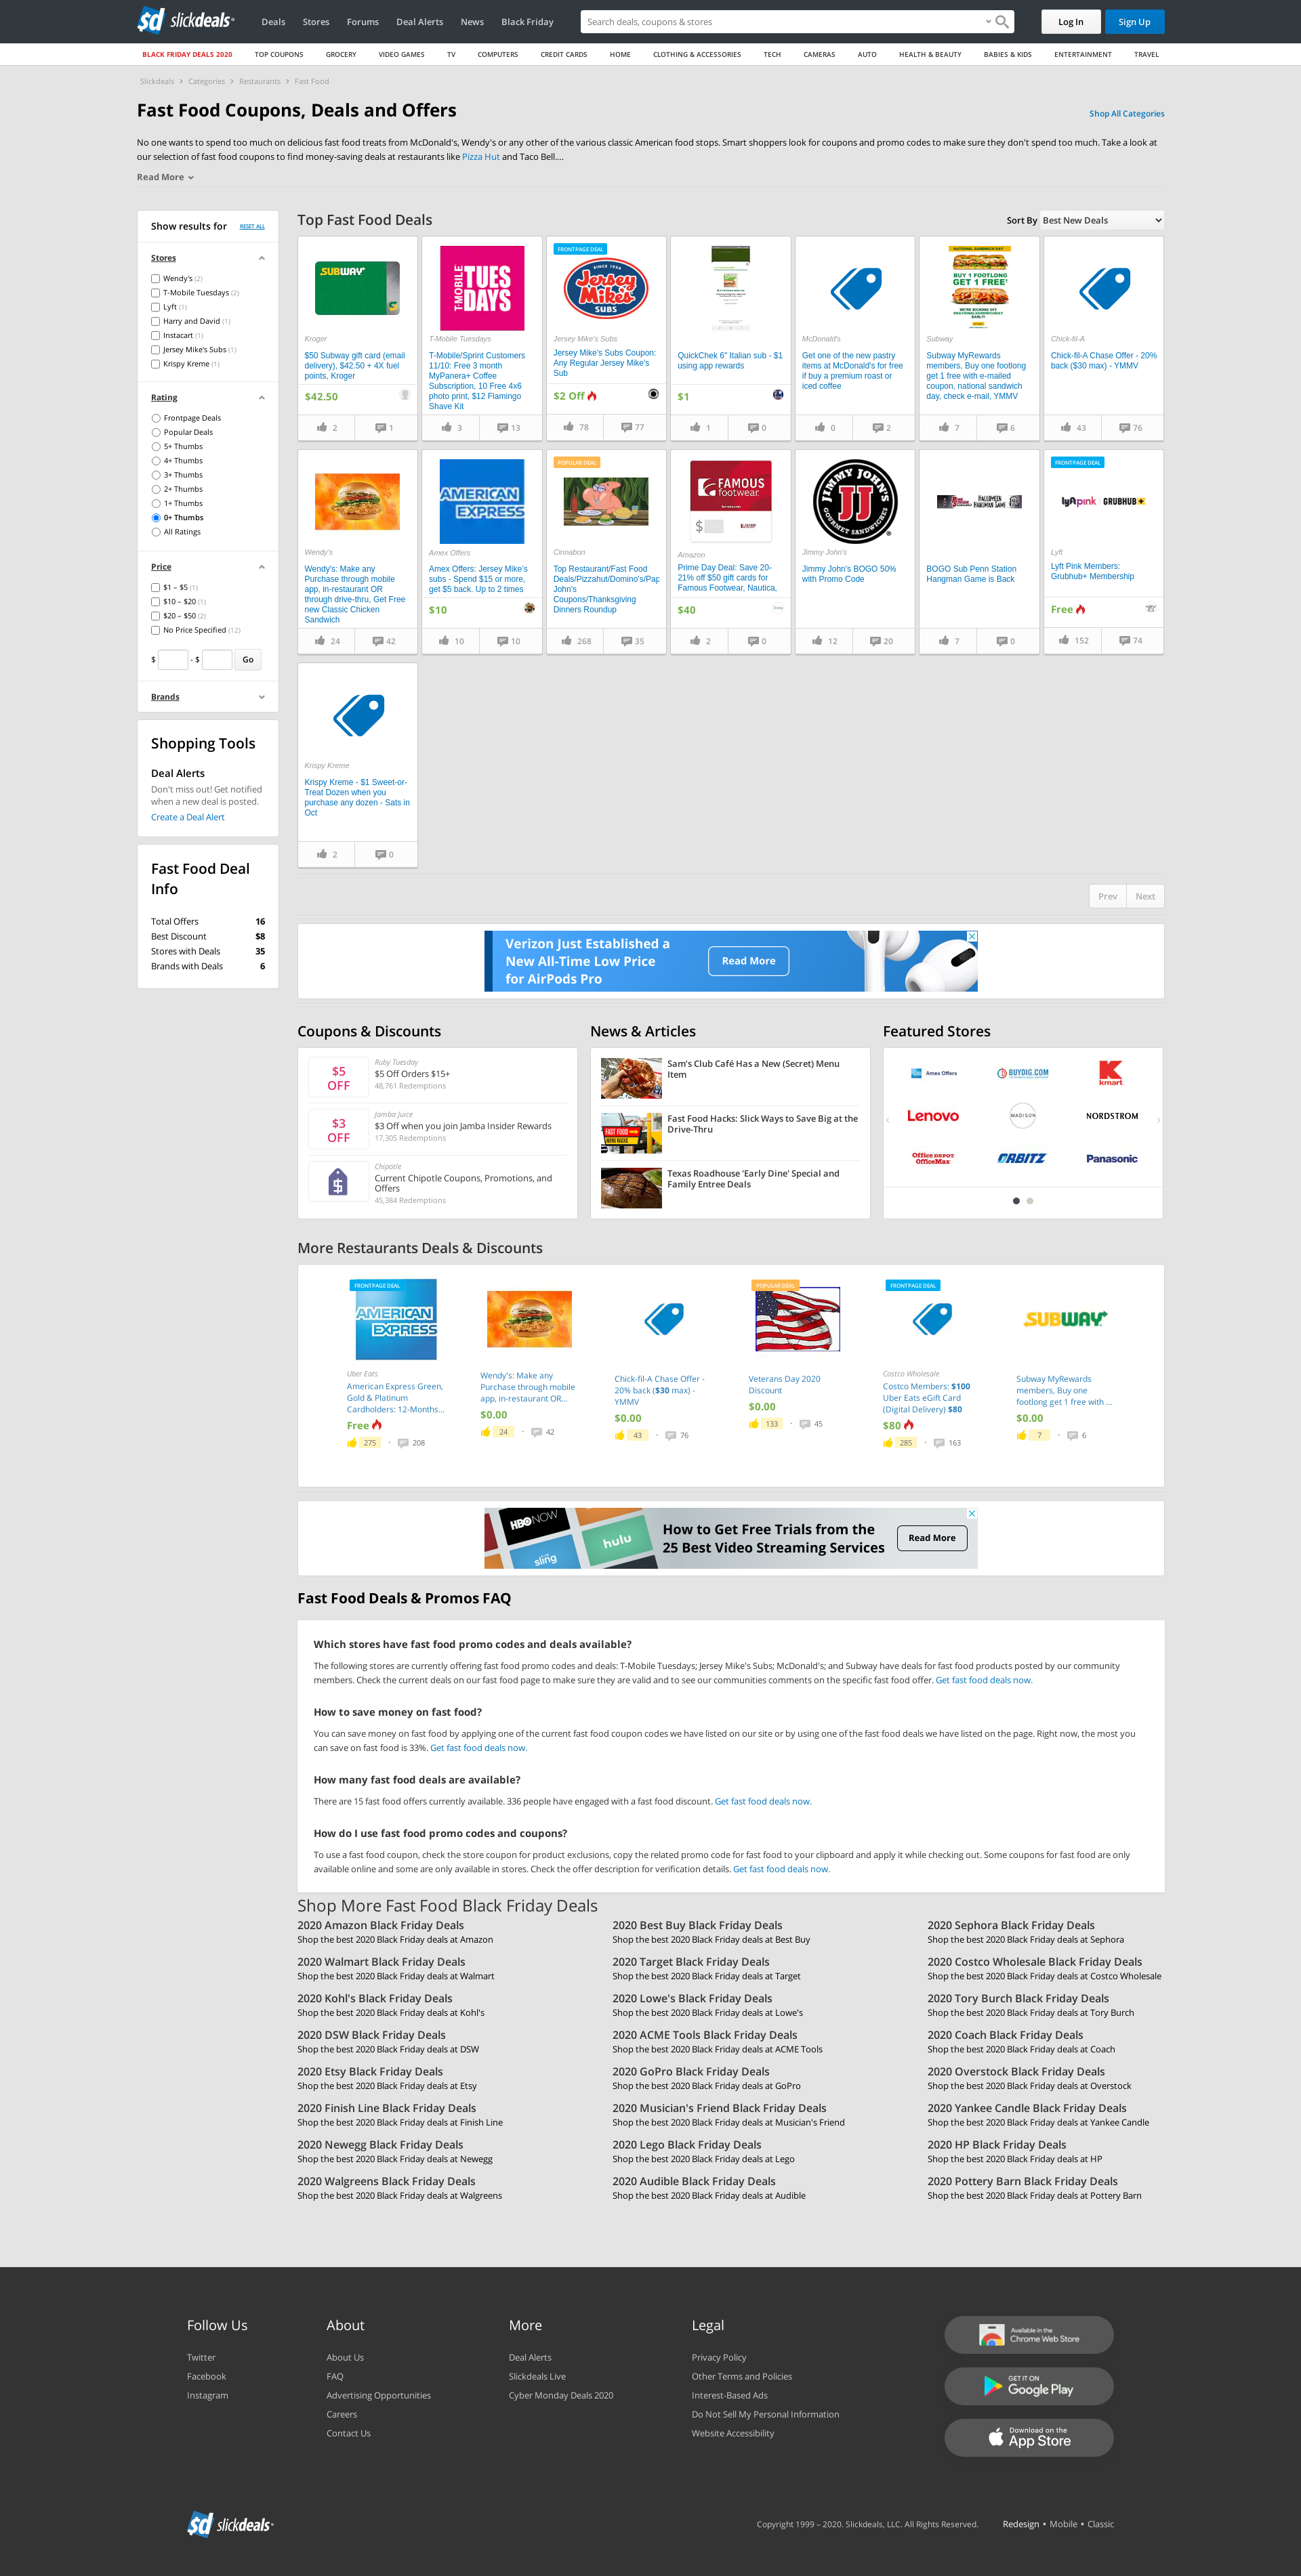 slickdeals
Deals Stores Forums Deal Alerts News Black Friday
Search deals, coupons & stores
Log In Sign Up
BLACK FRIDAY DEALS 2020 TOP COUPONS GROCERY VIDEO GAMES TV COMPUTERS CREDIT CARDS HOME CLOTHING & ACCESSORIES TECH CAMERAS AUTO HEALTH & BEAUTY BABIES & KIDS ENTERTAINMENT TRAVEL
Slickdeals > Categories > Restaurants > Fast Food
Fast Food Coupons, Deals and Offers
Shop All Categories
No one wants to spend too much on delicious fast food treats from McDonald's, Wendy's or any other of the various classic American food stops. Smart shoppers look for coupons and promo codes to make sure they don't spend too much. Take a look at
our selection of fast food coupons to find money-saving deals at restaurants like Pizza Hut and Taco Bell....
Read More
Show results for RESET ALL
Stores
Wendy's (2)
T-Mobile Tuesdays (2)
Lyft (1)
Harry and David (1)
Instacart (1)
Jersey Mike's Subs (1)
Krispy Kreme (1)
Rating
Frontpage Deals
Popular Deals
5+ Thumbs
4+ Thumbs
3+ Thumbs
2+ Thumbs
1+ Thumbs
0+ Thumbs
All Ratings
Price
$1 – $5 (1)
$10 – $20 (1)
$20 – $50 (2)
No Price Specified (12)
$ - $ Go
Brands
Shopping Tools
Deal Alerts
Don't miss out! Get notified
when a new deal is posted.
Create a Deal Alert
Fast Food Deal
Info
Total Offers 16
Best Discount $8
Stores with Deals 35
Brands with Deals 6
Top Fast Food Deals
Sort By Best New Deals
SUBWAY
Kroger
$50 Subway gift card (email
delivery), $42.50 + 4X fuel
points, Kroger
$42.50
2 1
T-MOBILE
TUES
DAYS
T-Mobile Tuesdays
T-Mobile/Sprint Customers
11/10: Free 3 month
MyPanera+ Coffee
Subscription, 10 Free 4x6
photo print, $12 Flamingo
Shave Kit
3 13
FRONTPAGE DEAL
SINCE 1956
Jersey
Mike's
SUBS
Jersey Mike's Subs
Jersey Mike's Subs Coupon:
Any Regular Jersey Mike's
Sub
$2 Off
78 77
QuickChek 6" Italian sub - $1
using app rewards
$1
1 0
McDonald's
Get one of the new pastry
items at McDonald's for free
if buy a premium roast or
iced coffee
0 2
NATIONAL SANDWICH DAY
BUY 1 FOOTLONG
GET 1 FREE
Subway
Subway MyRewards
members, Buy one footlong
get 1 free with e-mailed
coupon, national sandwich
day, check e-mail, YMMV
7 6
Chick-fil-A
Chick-fil-A Chase Offer - 20%
back ($30 max) - YMMV
43 76
Wendy's
Wendy's: Make any
Purchase through mobile
app, in-restaurant OR
through drive-thru, Get Free
new Classic Chicken
Sandwich
24 42
AMERICAN
EXPRESS
Amex Offers
Amex Offers: Jersey Mike's
subs - Spend $15 or more,
get $5 back. Up to 2 times
$10
10 10
POPULAR DEAL
Cinnabon
Top Restaurant/Fast Food
Deals/Pizzahut/Domino's/Pap
John's
Coupons/Thanksgiving
Dinners Roundup
268 35
FAMOUS
footwear.
$
Amazon
Prime Day Deal: Save 20-
21% off $50 gift cards for
Famous Footwear, Nautica,
$40
2 0
JIMMY JOHN'S
JJ
GOURMET SANDWICHES
Jimmy John's
Jimmy John's BOGO 50%
with Promo Code
12 20
HALLOWEEN
HANGMAN GAME
BOGO Sub Penn Station
Hangman Game is Back
7 0
FRONTPAGE DEAL
lyft pink GRUBHUB+
Lyft
Lyft Pink Members:
Grubhub+ Membership
Free
152 74
Krispy Kreme
Krispy Kreme - $1 Sweet-or-
Treat Dozen when you
purchase any dozen - Sats in
Oct
2 0
Prev Next
Verizon Just Established a
New All-Time Low Price
for AirPods Pro
Read More
Coupons & Discounts
$5
OFF
Ruby Tuesday
$5 Off Orders $15+
48,761 Redemptions
$3
OFF
Jamba Juice
$3 Off when you join Jamba Insider Rewards
17,305 Redemptions
Chipotle
Current Chipotle Coupons, Promotions, and
Offers
45,384 Redemptions
News & Articles
Sam's Club Café Has a New (Secret) Menu
Item
FAST FOOD
MENU HACKS
Fast Food Hacks: Slick Ways to Save Big at the
Drive-Thru
Texas Roadhouse 'Early Dine' Special and
Family Entree Deals
Featured Stores
Amex Offers BUYDIG.COM kmart
Lenovo MADISON NORDSTROM
Office DEPOT OfficeMax ORBITZ Panasonic
More Restaurants Deals & Discounts
FRONTPAGE DEAL
AMERICAN
EXPRESS
Uber Eats
American Express Green,
Gold & Platinum
Cardholders: 12-Months...
Free
275 · 208
Wendy's: Make any
Purchase through mobile
app, in-restaurant OR...
$0.00
24 · 42
Chick-fil-A Chase Offer -
20% back ($30 max) -
YMMV
$0.00
43 · 76
POPULAR DEAL
Veterans Day 2020
Discount
$0.00
133 · 45
FRONTPAGE DEAL
Costco Wholesale
Costco Members: $100
Uber Eats eGift Card
(Digital Delivery) $80
$80
285 · 163
SUBWAY
Subway MyRewards
members, Buy one
footlong get 1 free with ...
$0.00
7 · 6
HBO NOW
sling
hulu
How to Get Free Trials from the
25 Best Video Streaming Services
Read More
Fast Food Deals & Promos FAQ
Which stores have fast food promo codes and deals available?
The following stores are currently offering fast food promo codes and deals: T-Mobile Tuesdays; Jersey Mike's Subs; McDonald's; and Subway have deals for fast food products posted by our community
members. Check the current deals on our fast food page to make sure they are valid and to see our communities comments on the specific fast food offer. Get fast food deals now.
How to save money on fast food?
You can save money on fast food by applying one of the current fast food coupon codes we have listed on our site or by using one of the fast food deals we have listed on the page. Right now, the most you
can save on fast food is 33%. Get fast food deals now.
How many fast food deals are available?
There are 15 fast food offers currently available. 336 people have engaged with a fast food discount. Get fast food deals now.
How do I use fast food promo codes and coupons?
To use a fast food coupon, check the store coupon for product exclusions, copy the related promo code for fast food to your clipboard and apply it while checking out. Some coupons for fast food are only
available online and some are only available in stores. Check the offer description for verification details. Get fast food deals now.
Shop More Fast Food Black Friday Deals
2020 Amazon Black Friday Deals
Shop the best 2020 Black Friday deals at Amazon
2020 Best Buy Black Friday Deals
Shop the best 2020 Black Friday deals at Best Buy
2020 Sephora Black Friday Deals
Shop the best 2020 Black Friday deals at Sephora
2020 Walmart Black Friday Deals
Shop the best 2020 Black Friday deals at Walmart
2020 Target Black Friday Deals
Shop the best 2020 Black Friday deals at Target
2020 Costco Wholesale Black Friday Deals
Shop the best 2020 Black Friday deals at Costco Wholesale
2020 Kohl's Black Friday Deals
Shop the best 2020 Black Friday deals at Kohl's
2020 Lowe's Black Friday Deals
Shop the best 2020 Black Friday deals at Lowe's
2020 Tory Burch Black Friday Deals
Shop the best 2020 Black Friday deals at Tory Burch
2020 DSW Black Friday Deals
Shop the best 2020 Black Friday deals at DSW
2020 ACME Tools Black Friday Deals
Shop the best 2020 Black Friday deals at ACME Tools
2020 Coach Black Friday Deals
Shop the best 2020 Black Friday deals at Coach
2020 Etsy Black Friday Deals
Shop the best 2020 Black Friday deals at Etsy
2020 GoPro Black Friday Deals
Shop the best 2020 Black Friday deals at GoPro
2020 Overstock Black Friday Deals
Shop the best 2020 Black Friday deals at Overstock
2020 Finish Line Black Friday Deals
Shop the best 2020 Black Friday deals at Finish Line
2020 Musician's Friend Black Friday Deals
Shop the best 2020 Black Friday deals at Musician's Friend
2020 Yankee Candle Black Friday Deals
Shop the best 2020 Black Friday deals at Yankee Candle
2020 Newegg Black Friday Deals
Shop the best 2020 Black Friday deals at Newegg
2020 Lego Black Friday Deals
Shop the best 2020 Black Friday deals at Lego
2020 HP Black Friday Deals
Shop the best 2020 Black Friday deals at HP
2020 Walgreens Black Friday Deals
Shop the best 2020 Black Friday deals at Walgreens
2020 Audible Black Friday Deals
Shop the best 2020 Black Friday deals at Audible
2020 Pottery Barn Black Friday Deals
Shop the best 2020 Black Friday deals at Pottery Barn
Follow Us
Twitter
Facebook
Instagram
About
About Us
FAQ
Advertising Opportunities
Careers
Contact Us
More
Deal Alerts
Slickdeals Live
Cyber Monday Deals 2020
Legal
Privacy Policy
Other Terms and Policies
Interest-Based Ads
Do Not Sell My Personal Information
Website Accessibility
Available in the
Chrome Web Store
GET IT ON
Google Play
Download on the
App Store
slickdeals
Copyright 1999 – 2020. Slickdeals, LLC. All Rights Reserved.
Redesign • Mobile • Classic